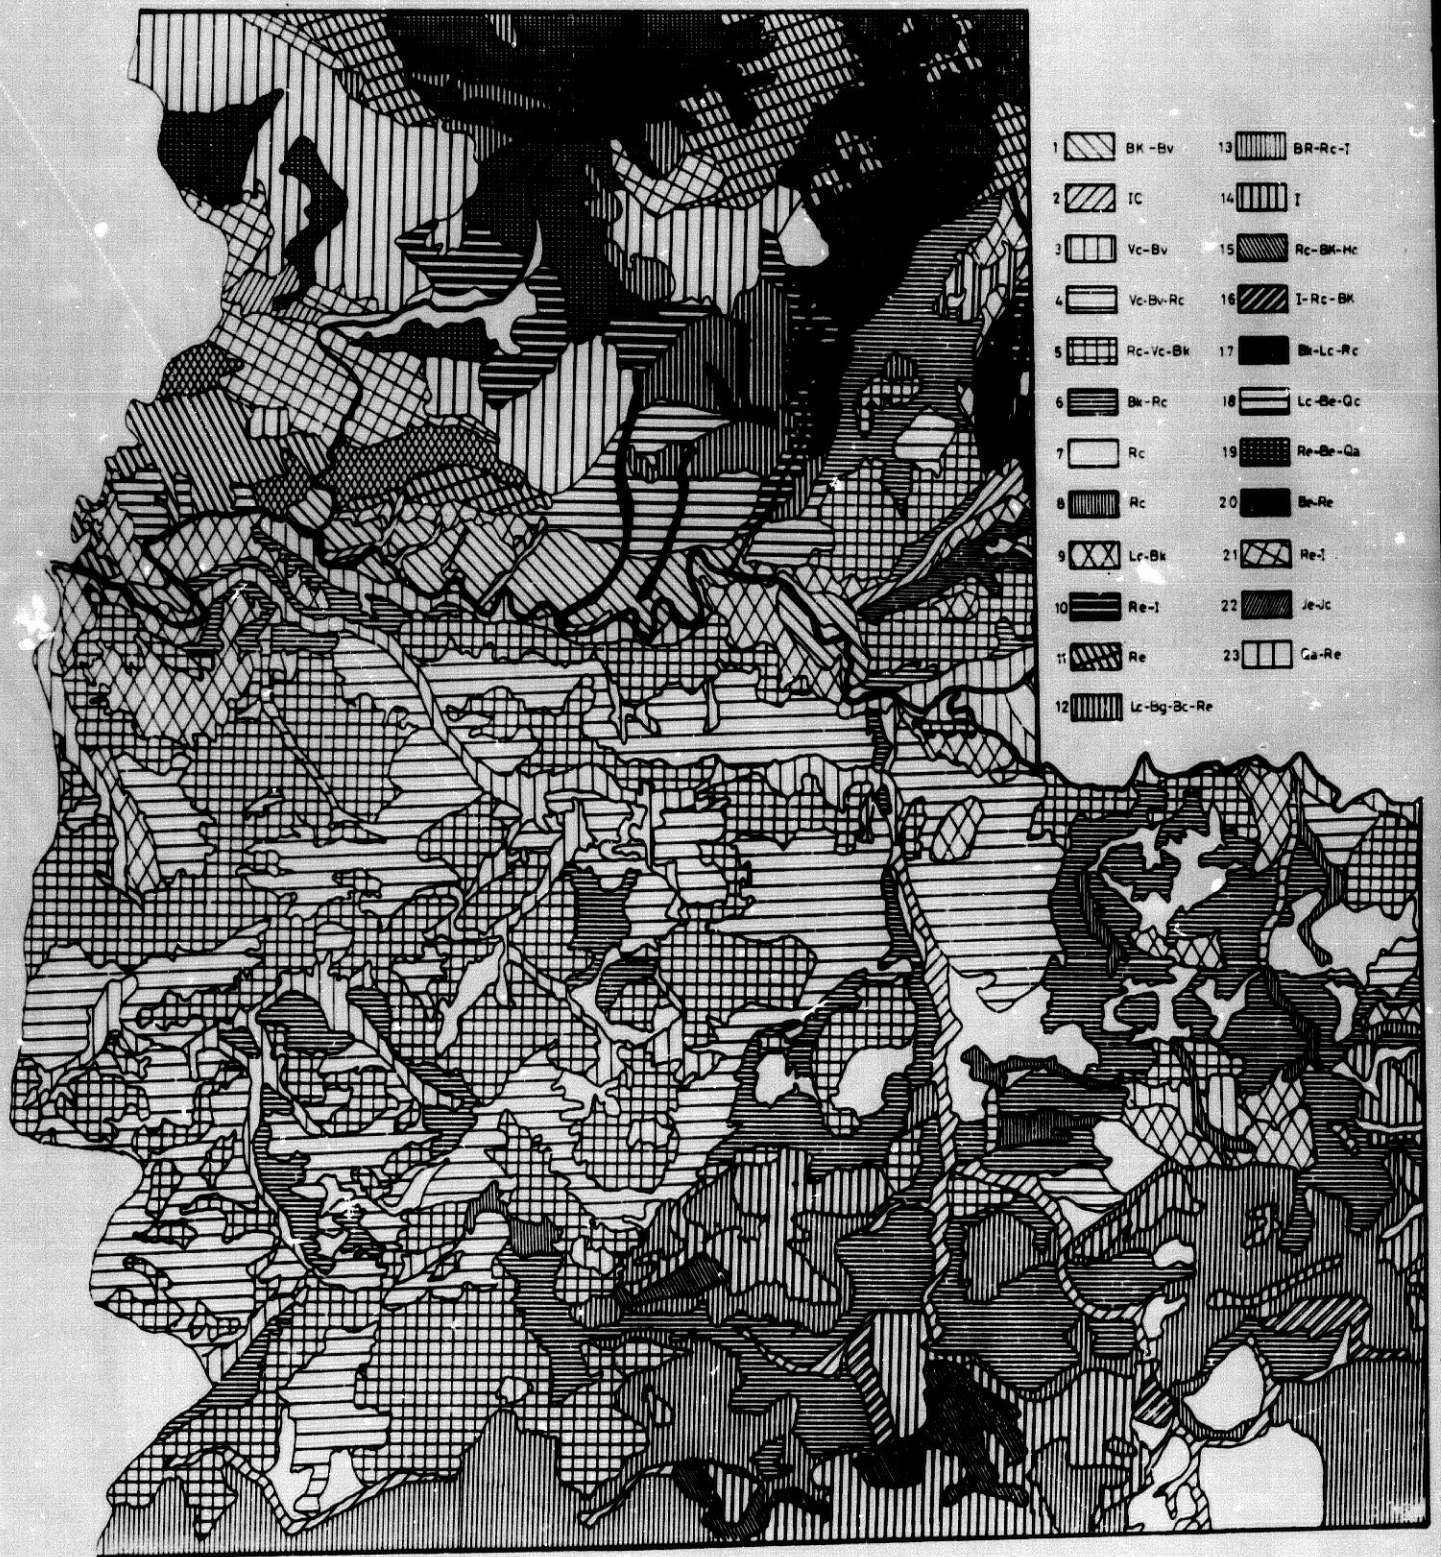 1 BK-Bv
2 IC
3 Vc-Bv
4 Vc-Bv-Rc
5 Rc-Vc-Bk
6 Bk-Rc
7 Rc
8 Rc
9 Lc-Bk
10 Re-I
11 Re
12 Lc-Bg-Bc-Re
13 BR-Rc-I
14 I
15 Rc-BK-Hc
16 I-Rc-BK
17 Bk-Lc-Rc
18 Lc-Be-Qc
19 Re-Be-Qa
20 Be-Re
21 Re-I
22 Je-Jc
23 Qa-Re